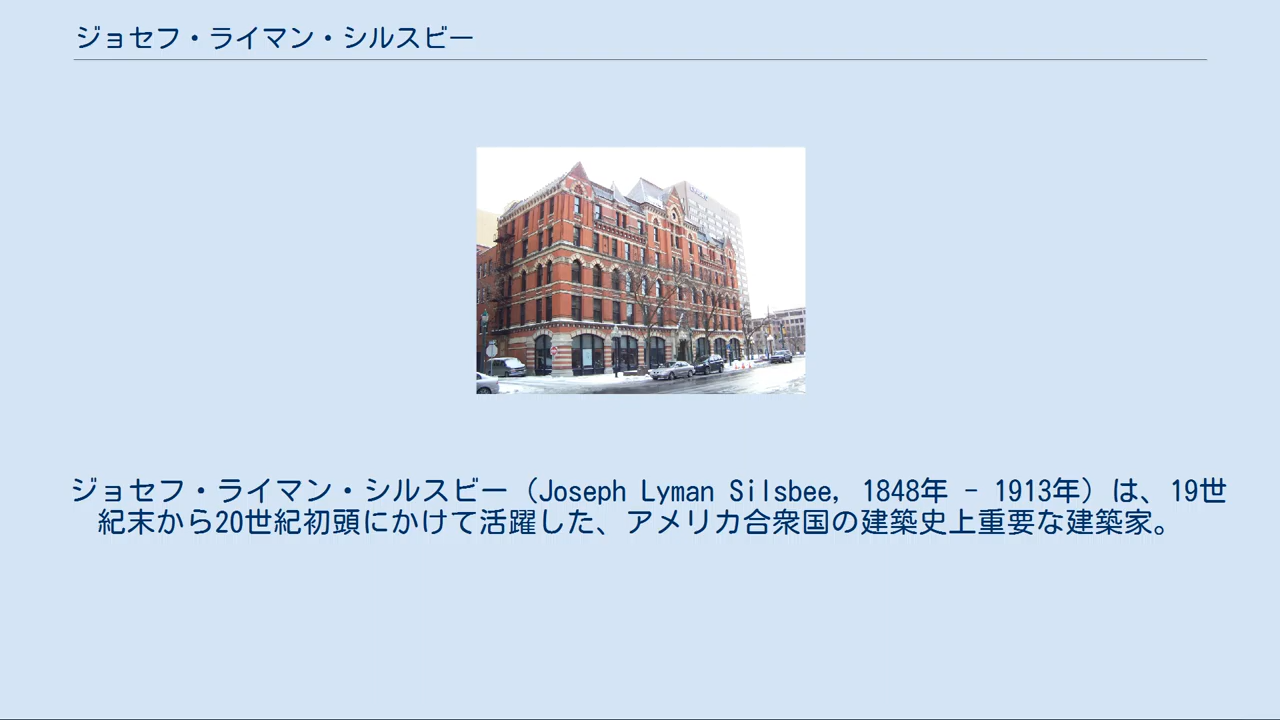 ジョセフ・ライマン・シルスビー
ジョセフ・ライマン・シルスビー（Joseph Lyman Silsbee, 1848年 - 1913年）は、19世
紀末から20世紀初頭にかけて活躍した、アメリカ合衆国の建築史上重要な建築家。